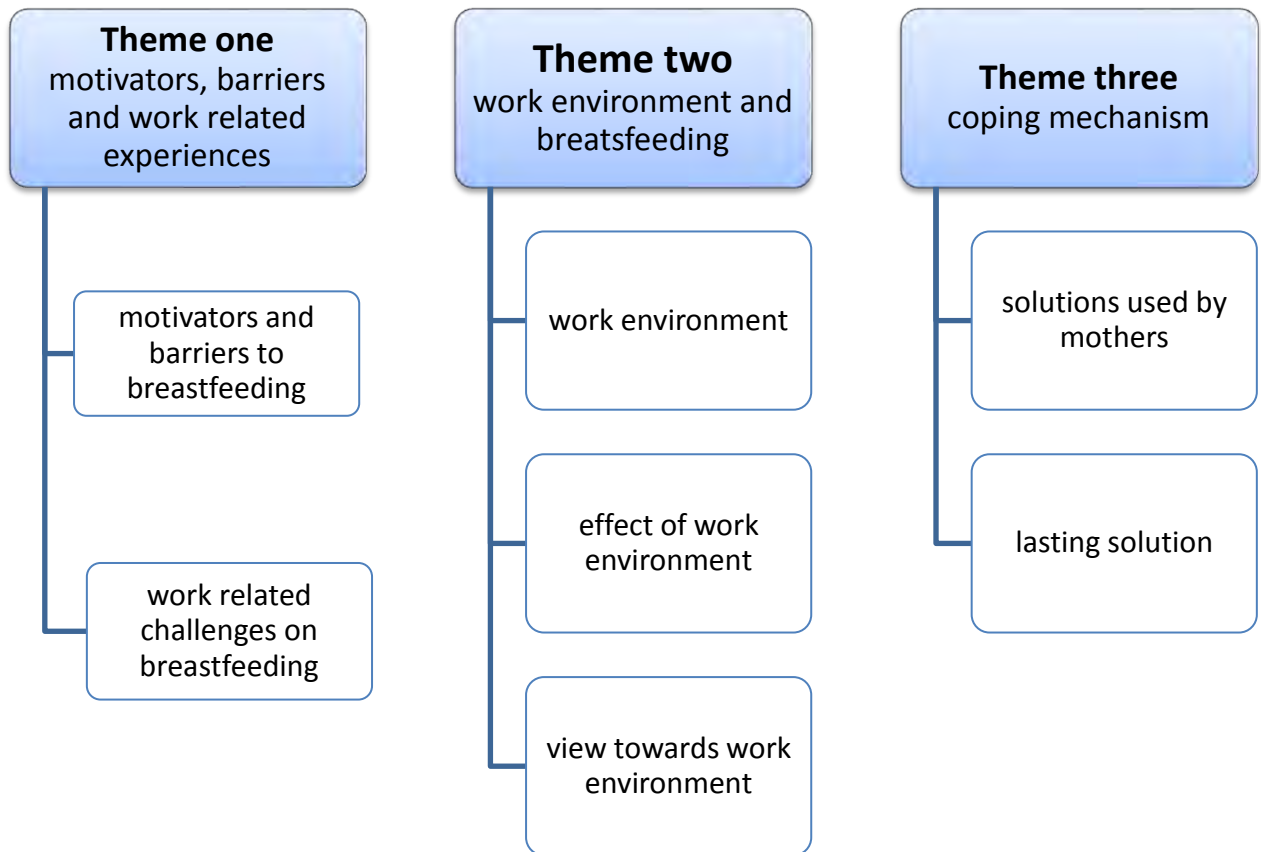 Theme one
motivators, barriers
and work related
experiences
motivators and
barriers to
breastfeeding
work related
challenges on
breastfeeding
Theme two
work environment and
breatsfeeding
work environment
effect of work
environment
view towards work
environment
Theme three
coping mechanism
solutions used by
mothers
lasting solution